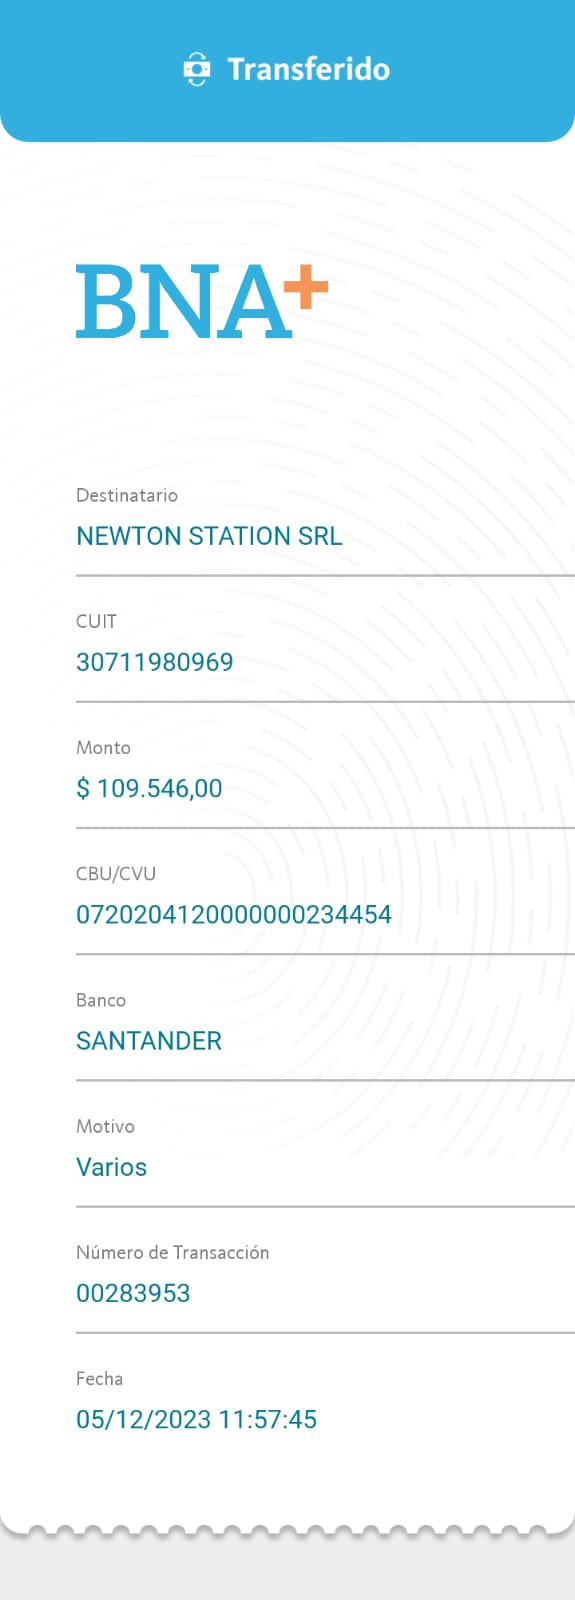 Transferido
BNA+
Destinatario
NEWTON STATION SRL
CUIT
30711980969
Monto
$ 109.546,00
CBU/CVU
0720204120000000234454
Banco
SANTANDER
Motivo
Varios
Número de Transacción
00283953
Fecha
05/12/2023 11:57:45